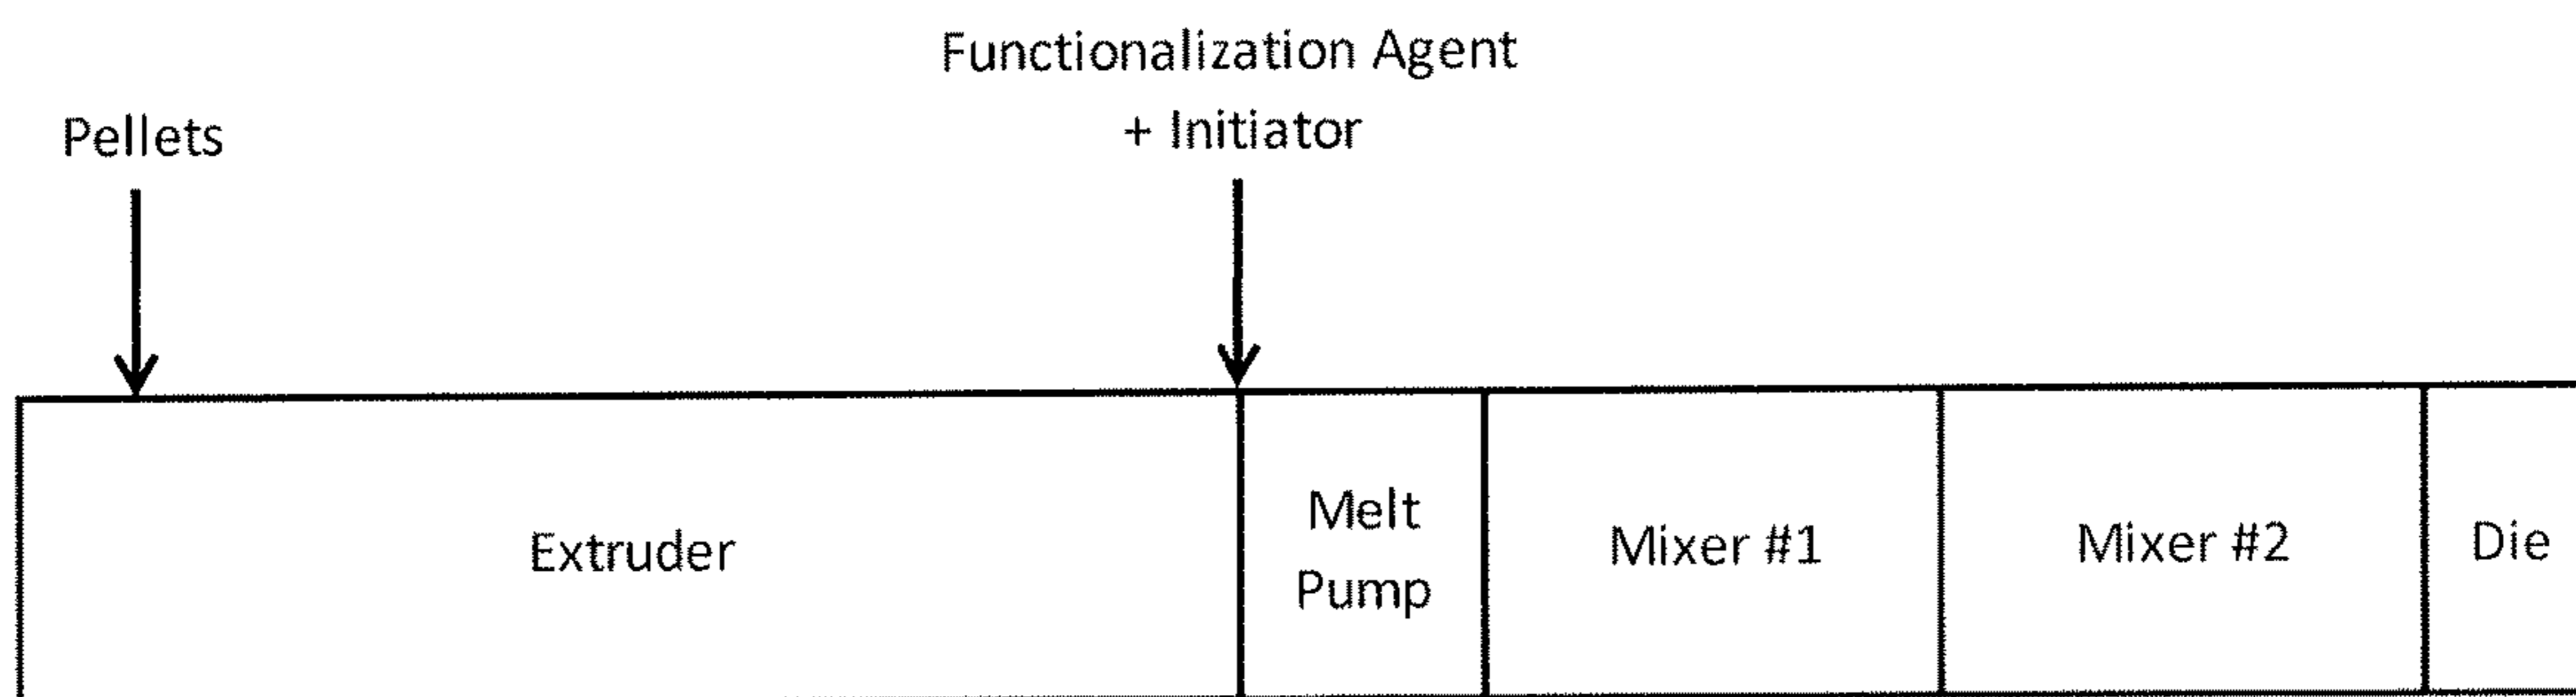 Functionalization Agent
+ Initiator
Pellets
Extruder
Melt
Pump
Mixer #1
Mixer #2
Die